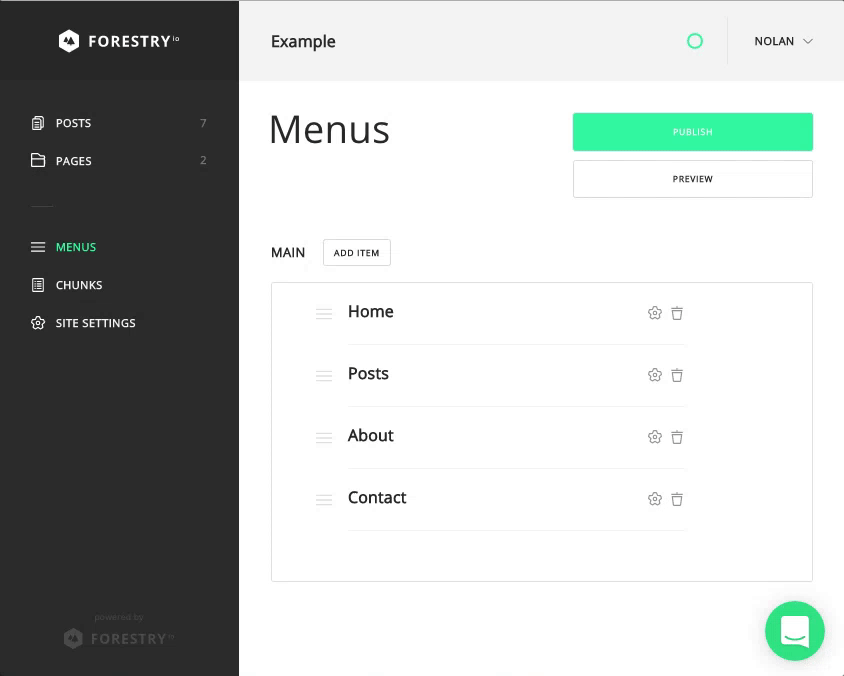 FORESTRY io
Example
NOLAN
POSTS 7
PAGES 2
MENUS
CHUNKS
SITE SETTINGS
powered by
FORESTRY io
Menus
PUBLISH
PREVIEW
MAIN
ADD ITEM
Home
Posts
About
Contact